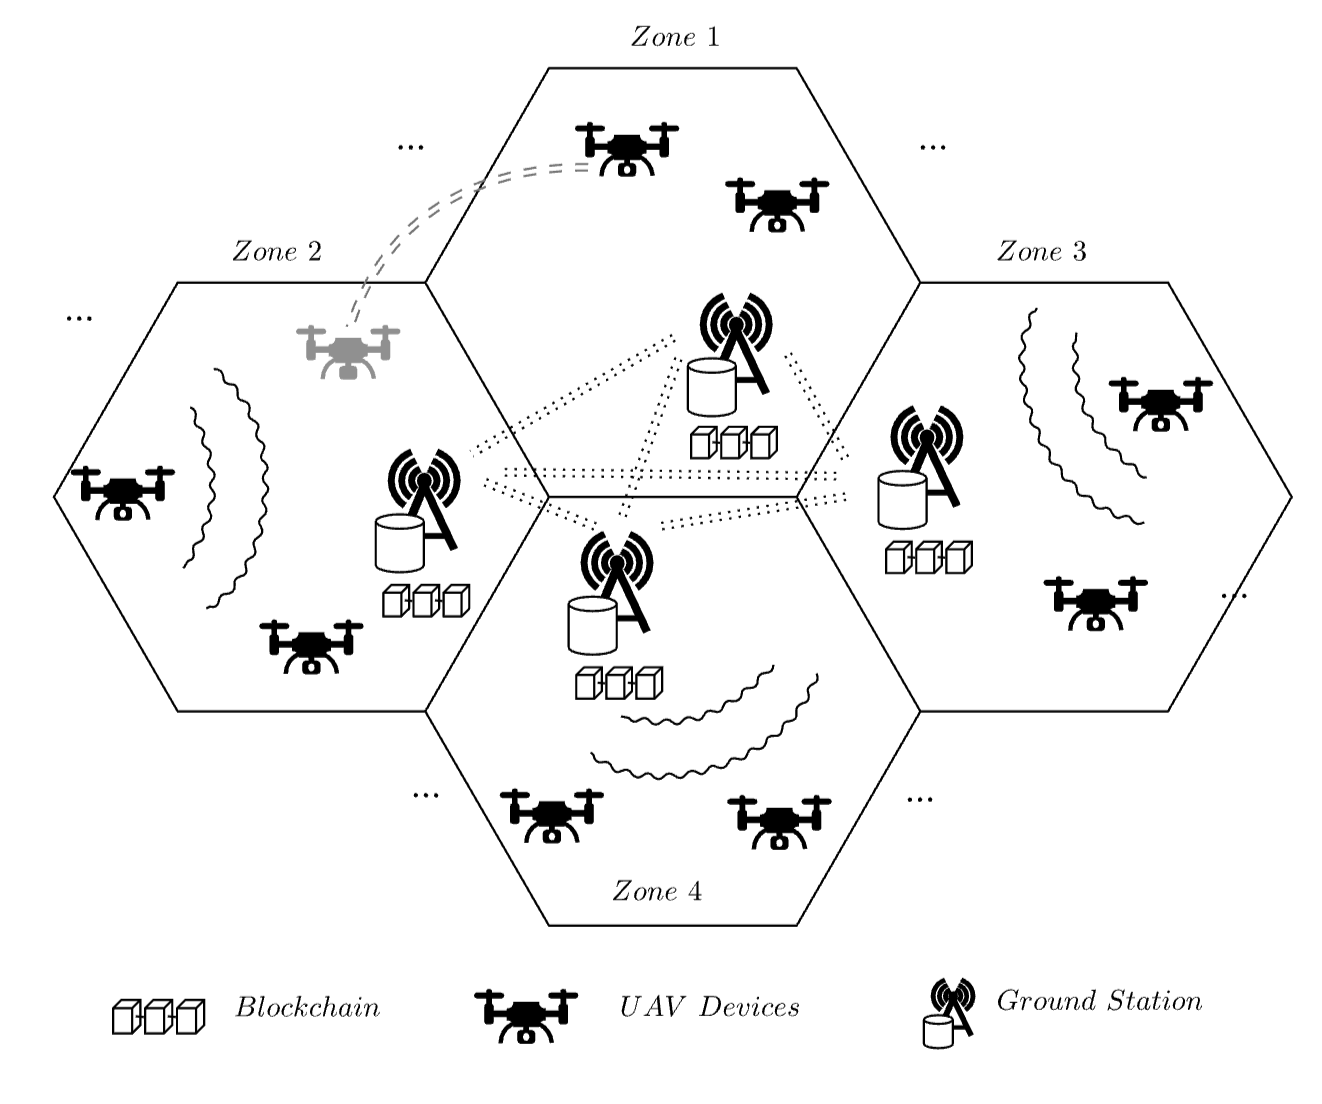 Zone 1
...
...
Zone 2
Zone 3
...
...
...
...
Zone 4
Blockchain
UAV Devices
Ground Station